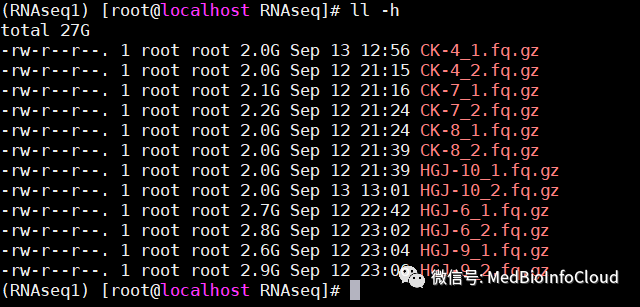 (RNAseq1) [root@localhost RNAseq]# ll -h
total 27G
-rw-r--r--. 1 root root 2.0G Sep 13 12:56 CK-4_1.fq.gz
-rw-r--r--. 1 root root 2.0G Sep 12 21:15 CK-4_2.fq.gz
-rw-r--r--. 1 root root 2.1G Sep 12 21:16 CK-7_1.fq.gz
-rw-r--r--. 1 root root 2.2G Sep 12 21:24 CK-7_2.fq.gz
-rw-r--r--. 1 root root 2.0G Sep 12 21:24 CK-8_1.fq.gz
-rw-r--r--. 1 root root 2.0G Sep 12 21:39 CK-8_2.fq.gz
-rw-r--r--. 1 root root 2.0G Sep 12 21:39 HGJ-10_1.fq.gz
-rw-r--r--. 1 root root 2.0G Sep 13 13:01 HGJ-10_2.fq.gz
-rw-r--r--. 1 root root 2.7G Sep 12 22:42 HGJ-6_1.fq.gz
-rw-r--r--. 1 root root 2.8G Sep 12 23:02 HGJ-6_2.fq.gz
-rw-r--r--. 1 root root 2.6G Sep 12 23:04 HGJ-9_1.fq.gz
-rw-r--r--. 1 root root 2.9G Sep 12
(RNAseq1) [root@localhost RNAseq]#
微信号: MedBioInfoCloud